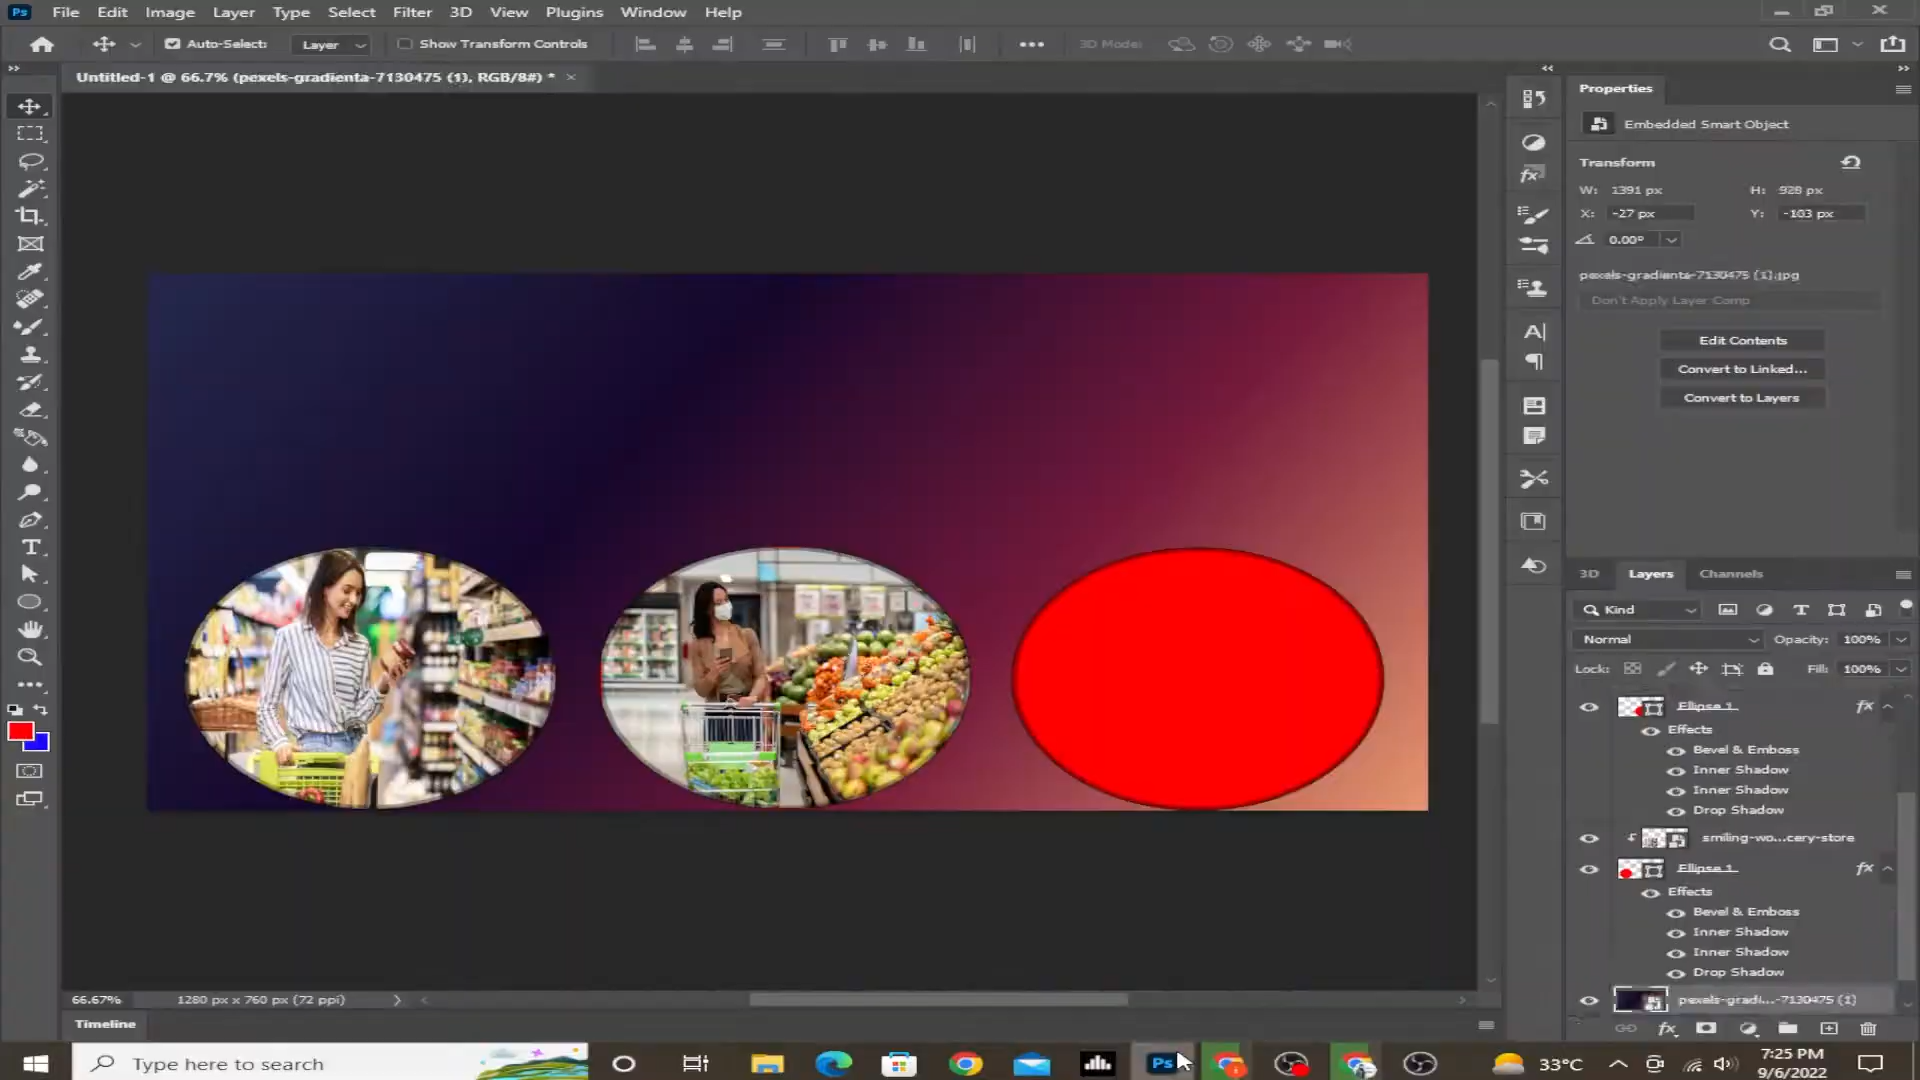 Ps File Edit Image Layer Type Select Filter 3D View Plugins Window Help
Auto-Select: Layer Show Transform Controls 3D Mode:
Untitled-1 @ 66.7% (pexels-gradienta-7130475 (1), RGB/8#) *
Properties
Embedded Smart Object
Transform
W: 1391 px H: 928 px
X: -27 px Y: -103 px
0.00°
pexels-gradienta-7130475 (1).jpg
Don't Apply Layer Comp
Edit Contents
Convert to Linked...
Convert to Layers
3D Layers Channels
Kind
Normal Opacity: 100%
Lock: Fill: 100%
Ellipse 1 fx
Effects
Bevel & Emboss
Inner Shadow
Inner Shadow
Drop Shadow
smiling-wo...cery-store
Ellipse 1 fx
Effects
Bevel & Emboss
Inner Shadow
Inner Shadow
Drop Shadow
pexels-gradi...-7130475 (1)
66.67% 1280 px x 760 px (72 ppi)
Timeline
Type here to search
Ps
33°C
7:25 PM
9/6/2022